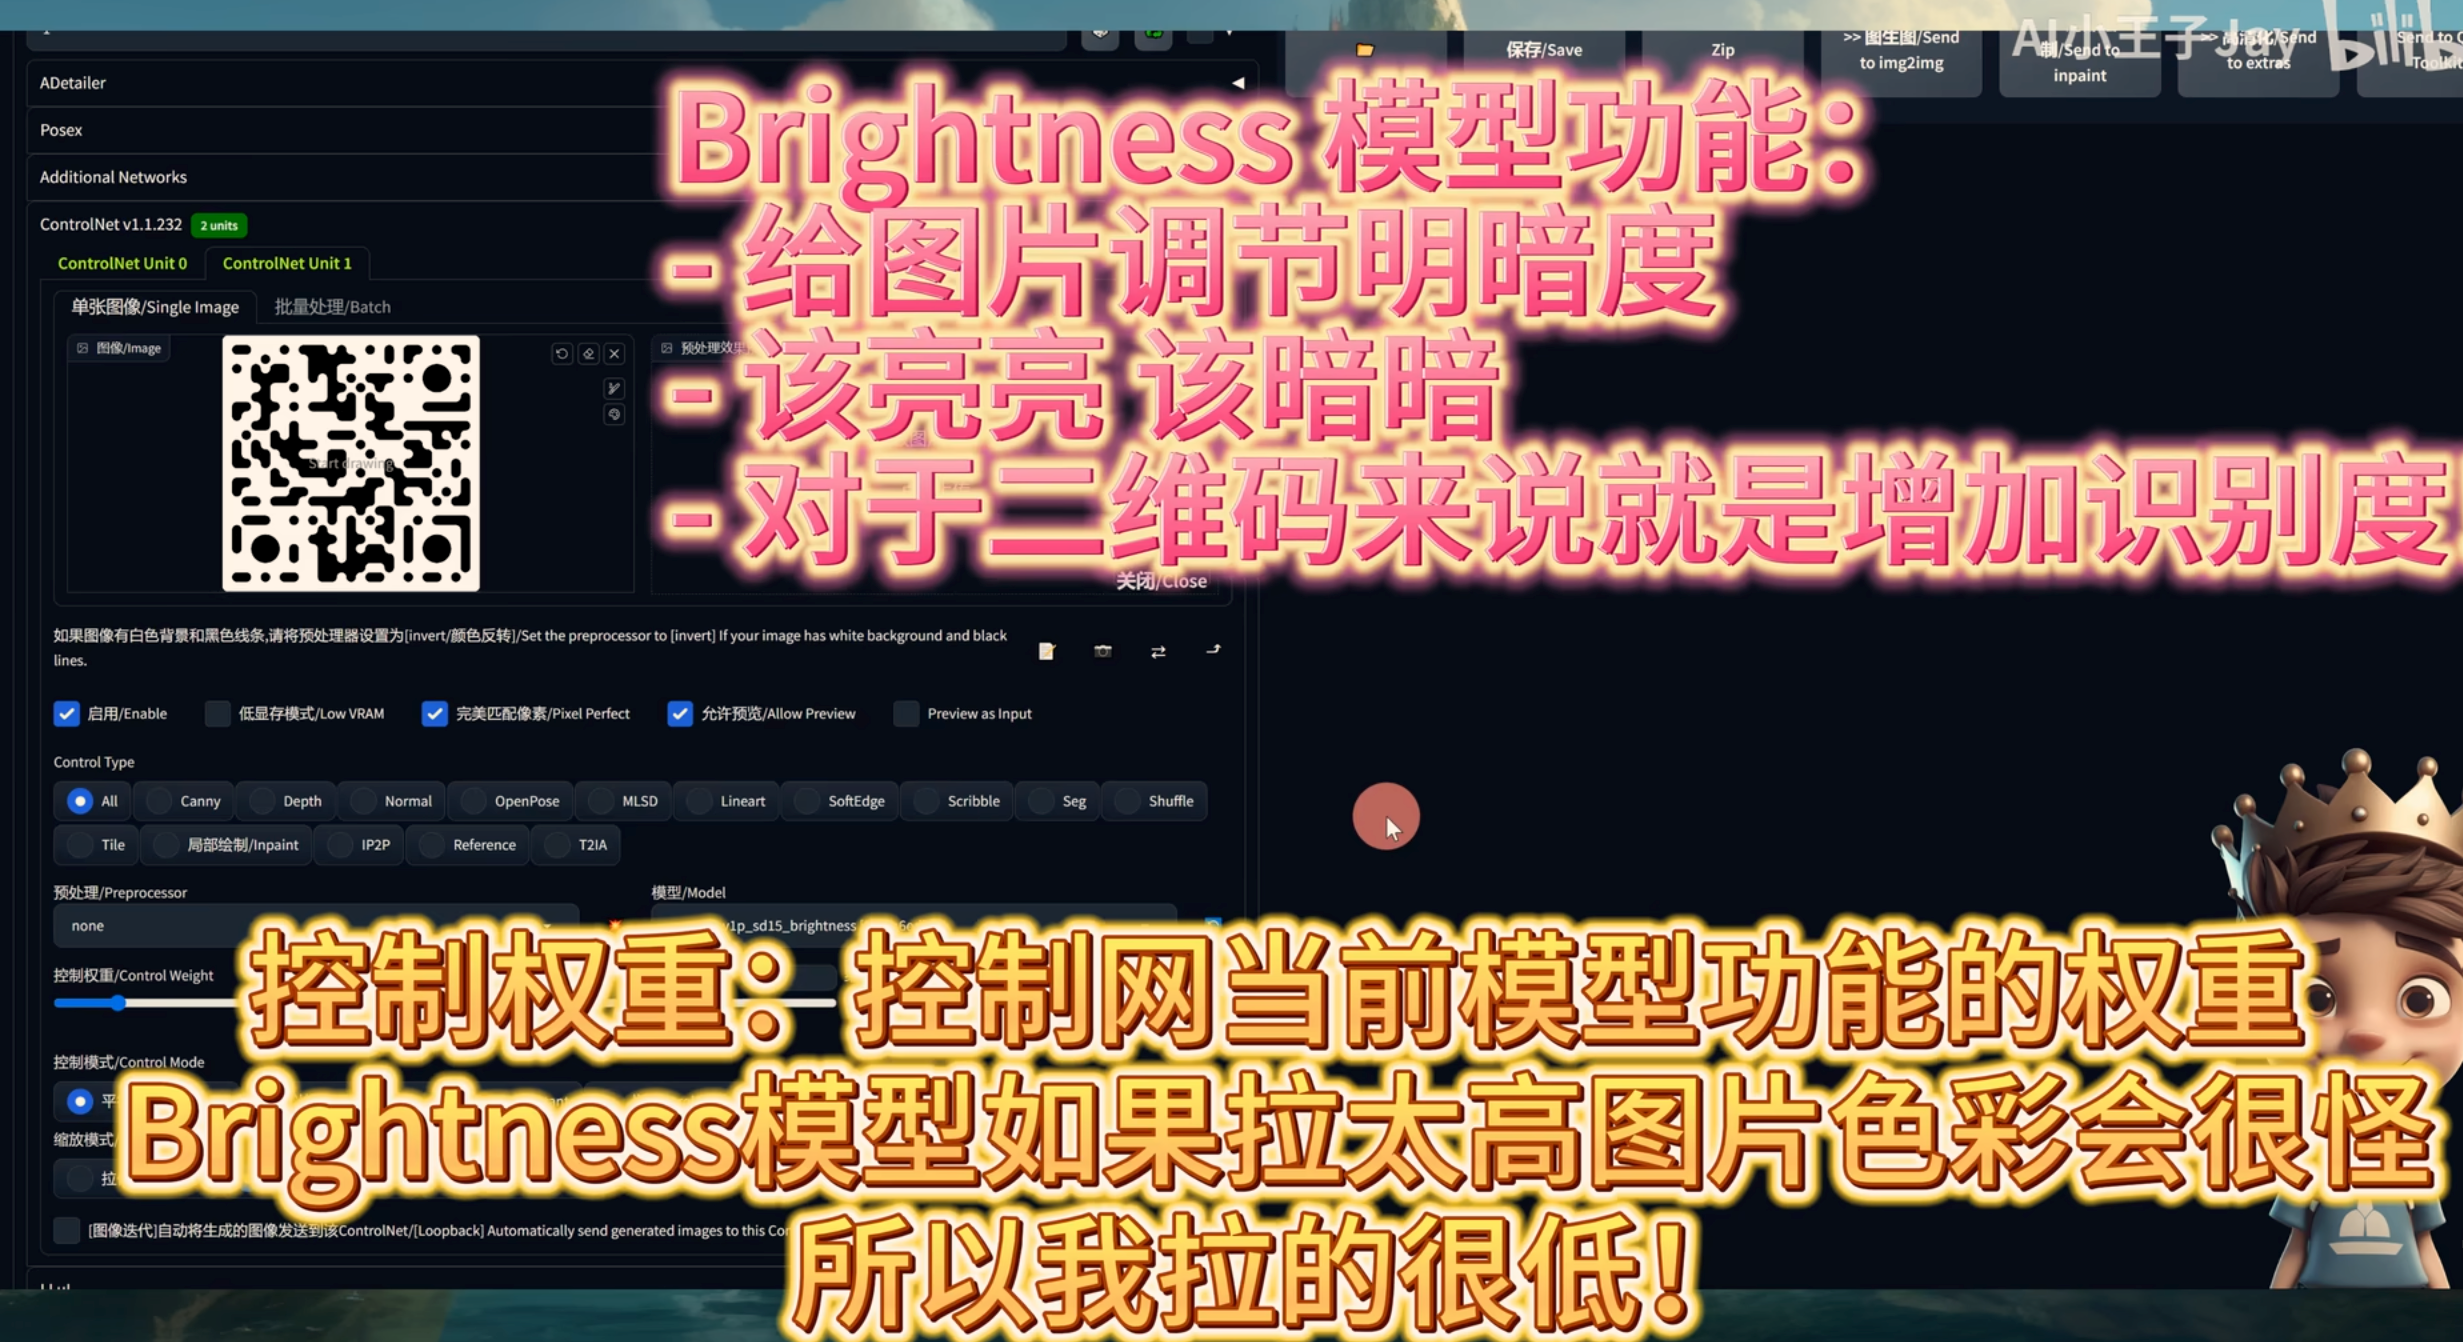 保存/Save
Zip
>> 图生图/Send to img2img
制/Send to inpaint
>> 高清化/Send to extras
Send to
AI小王子Jay bili
ADetailer
Posex
Additional Networks
ControlNet v1.1.232 2 units
ControlNet Unit 0 ControlNet Unit 1
单张图像/Single Image 批量处理/Batch
图像/Image
预处理效果
Start drawing
Brightness 模型功能：
- 给图片调节明暗度
- 该亮亮 该暗暗
- 对于二维码来说就是增加识别度
关闭/Close
如果图像有白色背景和黑色线条,请将预处理器设置为[invert/颜色反转]/Set the preprocessor to [invert] If your image has white background and black
lines.
启用/Enable 低显存模式/Low VRAM 完美匹配像素/Pixel Perfect 允许预览/Allow Preview Preview as Input
Control Type
All Canny Depth Normal OpenPose MLSD Lineart SoftEdge Scribble Seg Shuffle
Tile 局部绘制/Inpaint IP2P Reference T2IA
预处理/Preprocessor 模型/Model
none
v1p_sd15_brightness
控制权重/Control Weight
控制权重：控制网当前模型功能的权重
控制模式/Control Mode
平
Brightness模型如果拉太高图片色彩会很怪
缩放模式/
拉
[图像迭代]自动将生成的图像发送到该ControlNet/[Loopback] Automatically send generated images to this Con
所以我拉的很低！